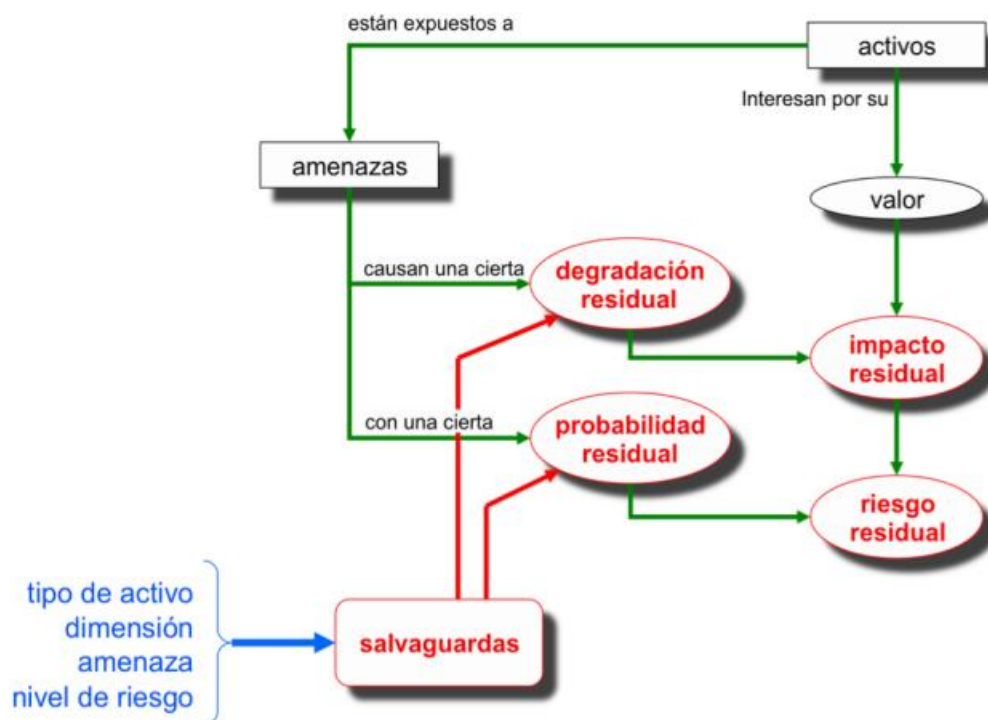 están expuestos a
activos
Interesan por su
amenazas
valor
causan una cierta
degradación
residual
impacto
residual
con una cierta
probabilidad
residual
riesgo
residual
tipo de activo
dimensión
amenaza
nivel de riesgo
salvaguardas